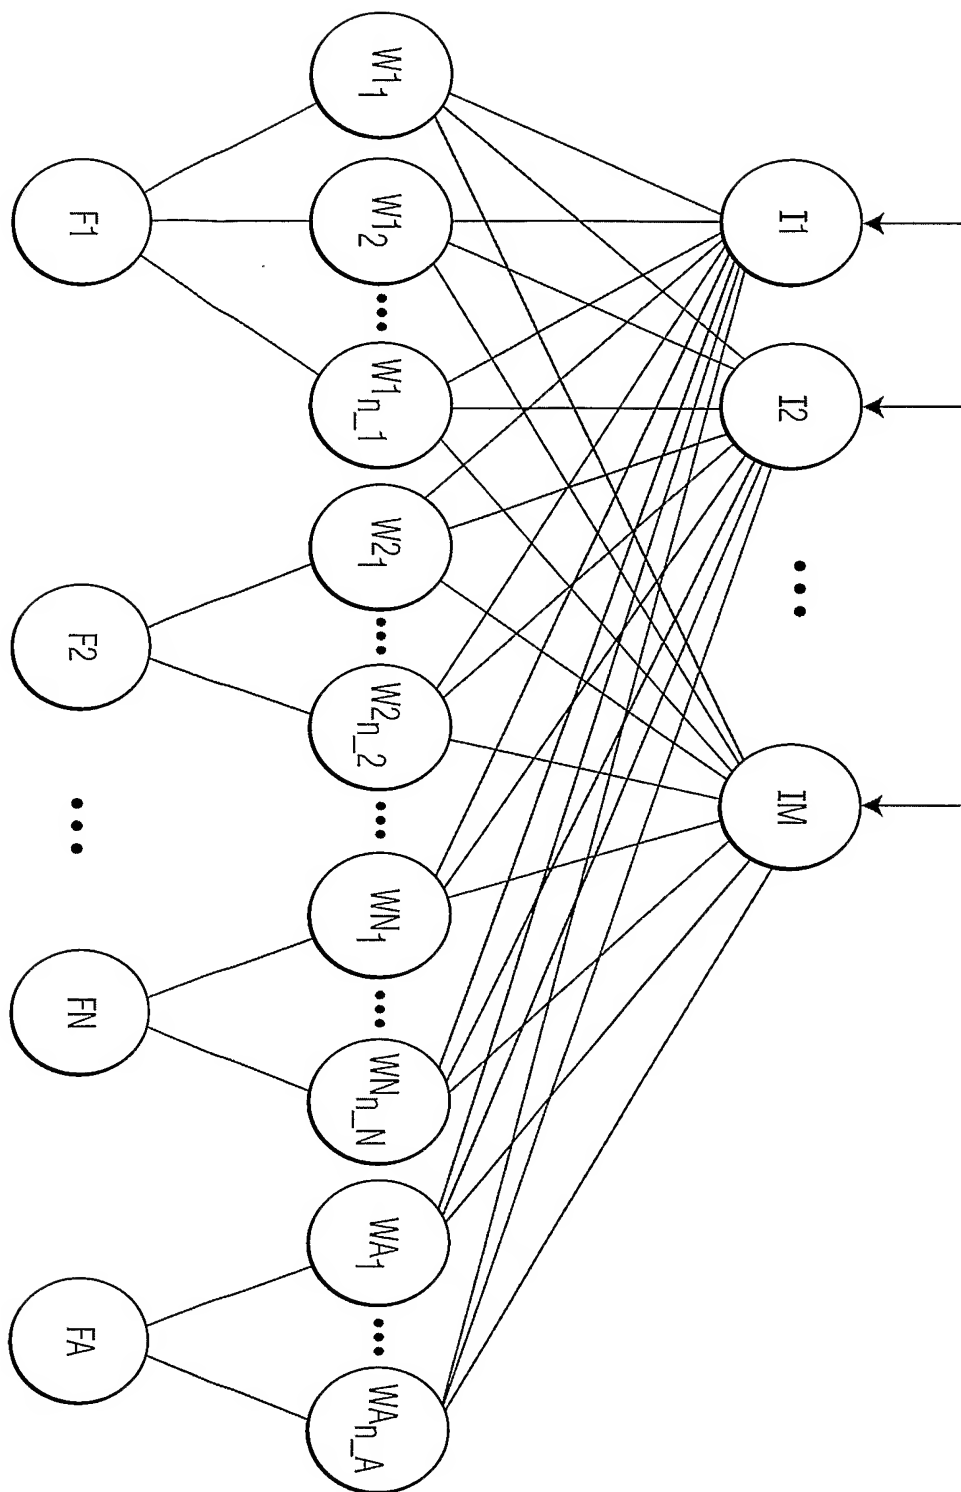 I1
I2
IM
W1₁
W1₂
W1ₙ_₁
W2₁
W2ₙ_₂
WN₁
WNₙ_N
WA₁
WAₙ_A
F1
F2
FN
FA